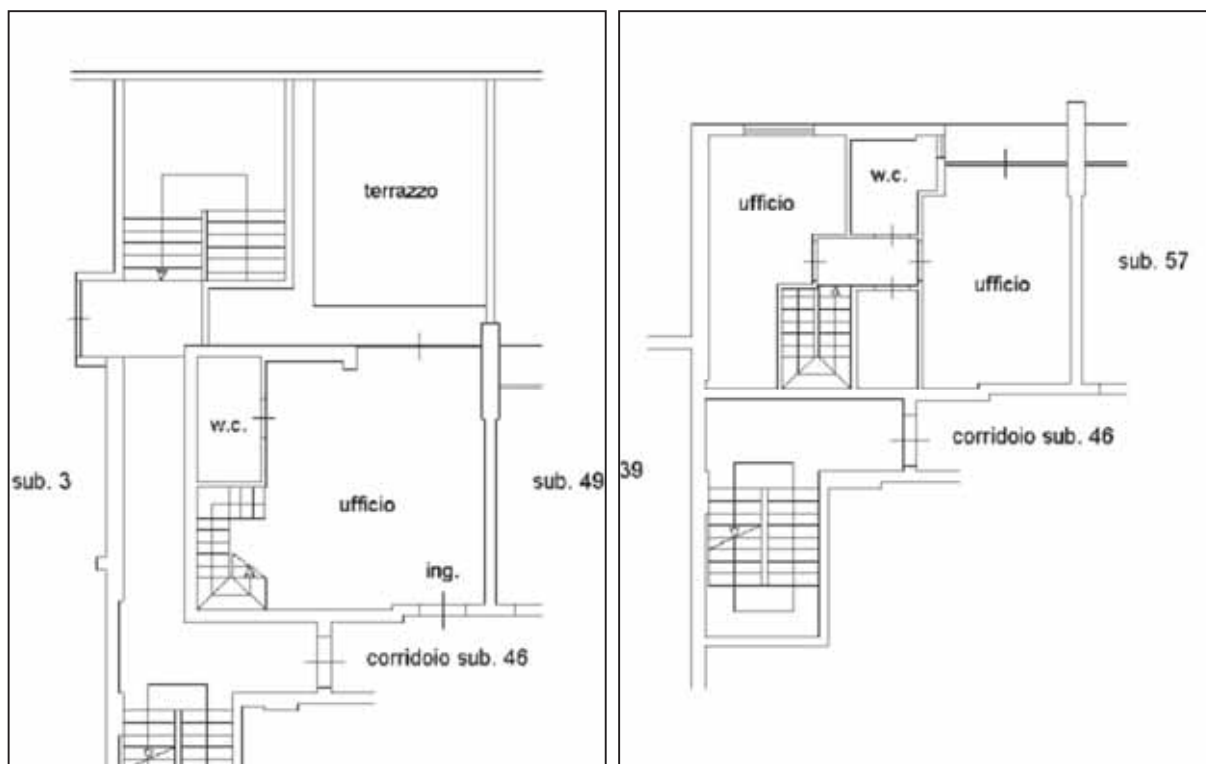 terrazzo
w.c.
sub. 3
ufficio
sub. 49
ing.
corridoio sub. 46
w.c.
ufficio
sub. 57
ufficio
corridoio sub. 46
39